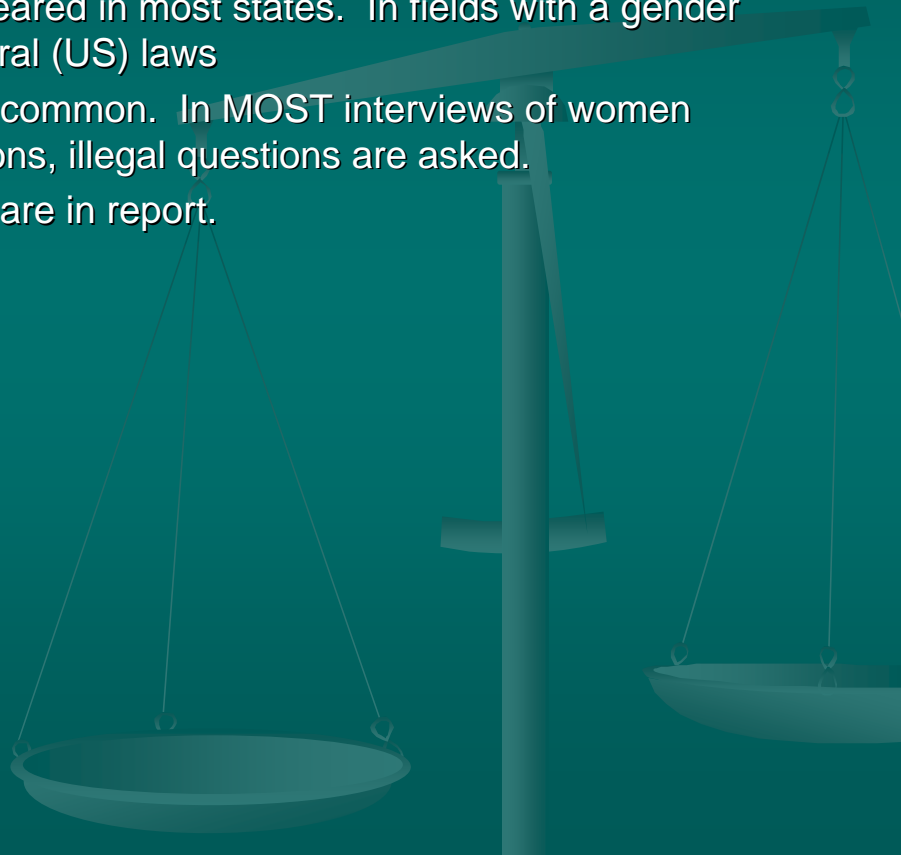 eared in most states. In fields with a gender
ral (US) laws
common. In MOST interviews of women
ons, illegal questions are asked.
are in report.